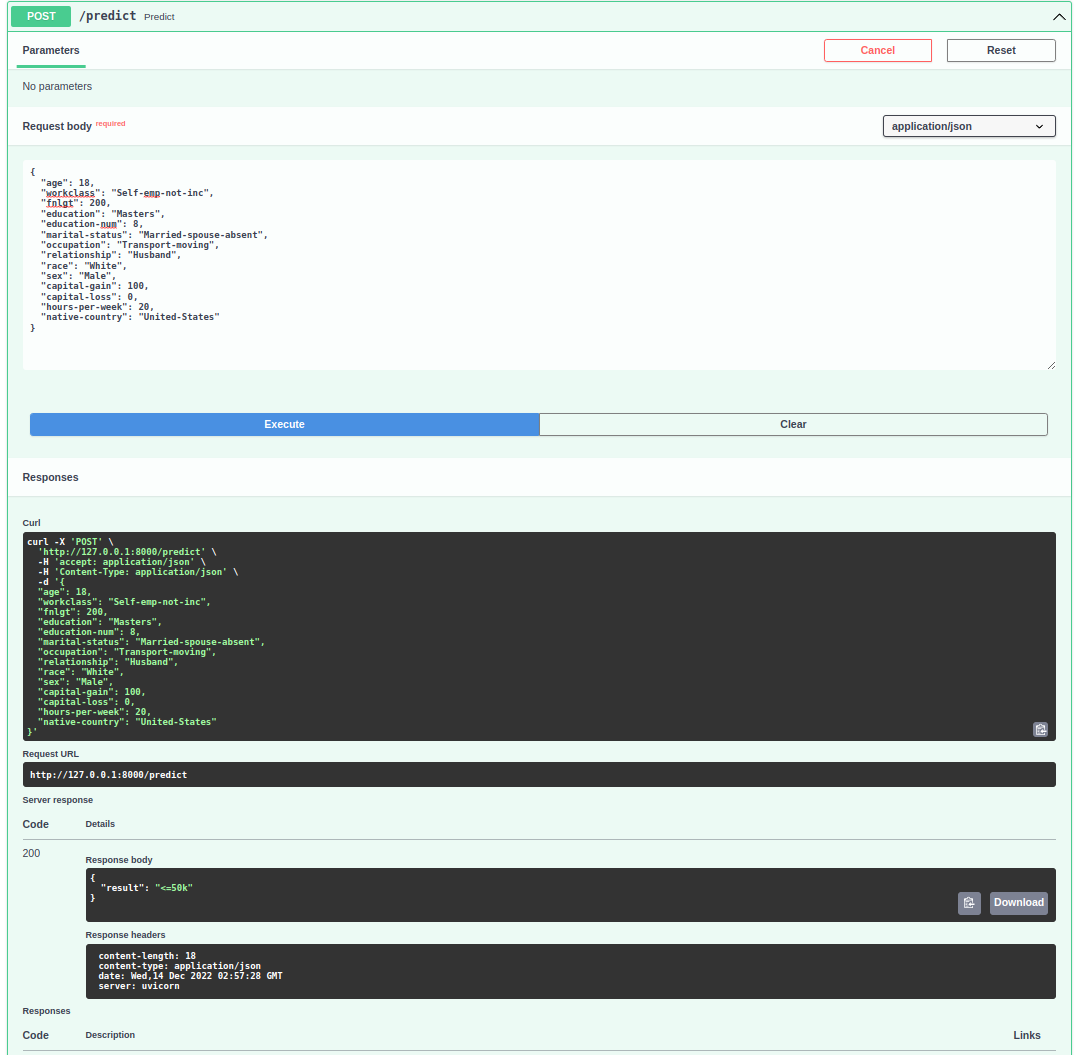 POST /predict Predict
Parameters Cancel Reset
No parameters
Request body required application/json
{
  "age": 18,
  "workclass": "Self-emp-not-inc",
  "fnlgt": 200,
  "education": "Masters",
  "education-num": 8,
  "marital-status": "Married-spouse-absent",
  "occupation": "Transport-moving",
  "relationship": "Husband",
  "race": "White",
  "sex": "Male",
  "capital-gain": 100,
  "capital-loss": 0,
  "hours-per-week": 20,
  "native-country": "United-States"
}
Execute Clear
Responses
Curl
curl -X 'POST' \
  'http://127.0.0.1:8000/predict' \
  -H 'accept: application/json' \
  -H 'Content-Type: application/json' \
  -d '{
  "age": 18,
  "workclass": "Self-emp-not-inc",
  "fnlgt": 200,
  "education": "Masters",
  "education-num": 8,
  "marital-status": "Married-spouse-absent",
  "occupation": "Transport-moving",
  "relationship": "Husband",
  "race": "White",
  "sex": "Male",
  "capital-gain": 100,
  "capital-loss": 0,
  "hours-per-week": 20,
  "native-country": "United-States"
}'
Request URL
http://127.0.0.1:8000/predict
Server response
Code Details
200
Response body
{
  "result": "<=50k"
}
Download
Response headers
content-length: 18
content-type: application/json
date: Wed,14 Dec 2022 02:57:28 GMT
server: uvicorn
Responses
Code Description Links